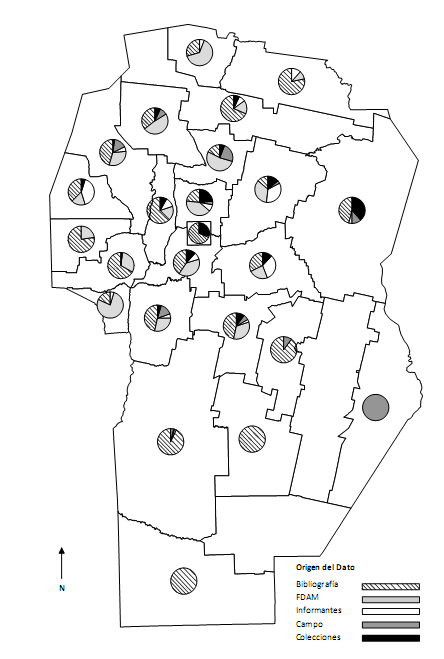 N
Origen del Dato
Bibliografía
FDAM
Informantes
Campo
Colecciones